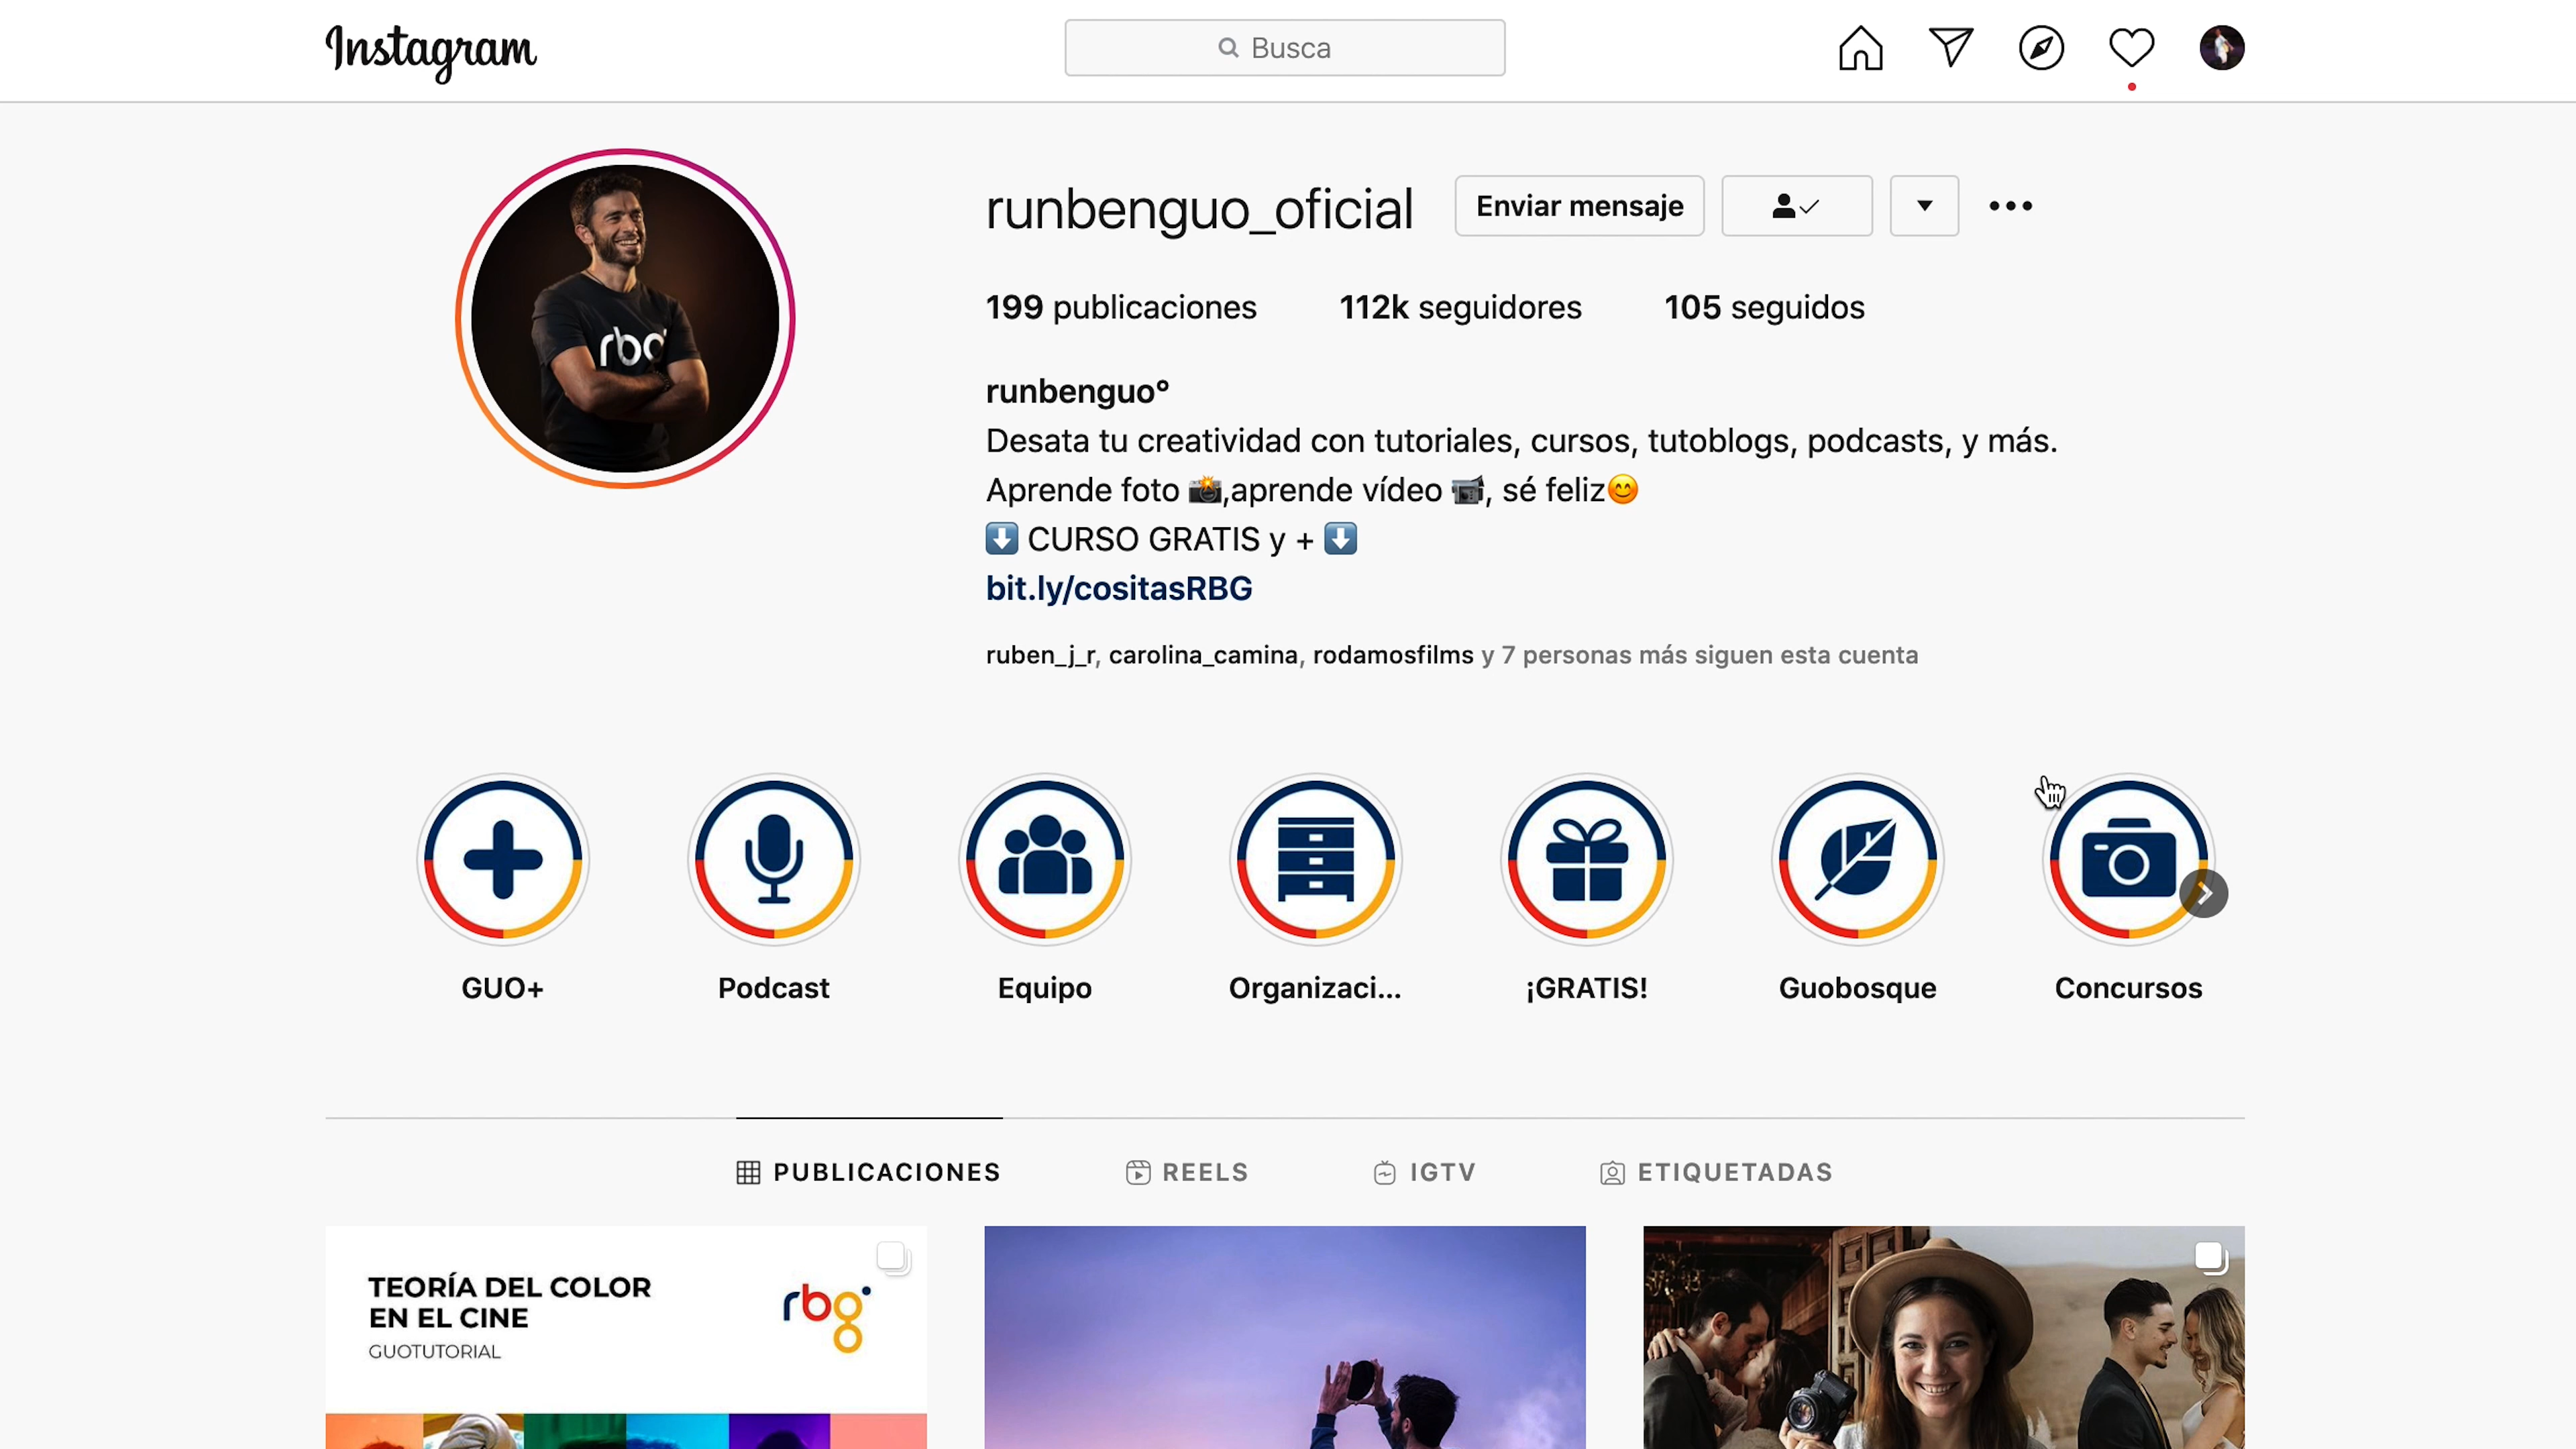 Instagram
Busca
runbenguo_oficial
Enviar mensaje
199 publicaciones 112k seguidores 105 seguidos
runbenguo°
Desata tu creatividad con tutoriales, cursos, tutoblogs, podcasts, y más.
Aprende foto 📸,aprende vídeo 📹, sé feliz😊
⬇️ CURSO GRATIS y + ⬇️
bit.ly/cositasRBG
ruben_j_r, carolina_camina, rodamosfilms y 7 personas más siguen esta cuenta
rbg
GUO+ Podcast Equipo Organizaci... ¡GRATIS! Guobosque Concursos
PUBLICACIONES REELS IGTV ETIQUETADAS
TEORÍA DEL COLOR
EN EL CINE
GUOTUTORIAL
rbg